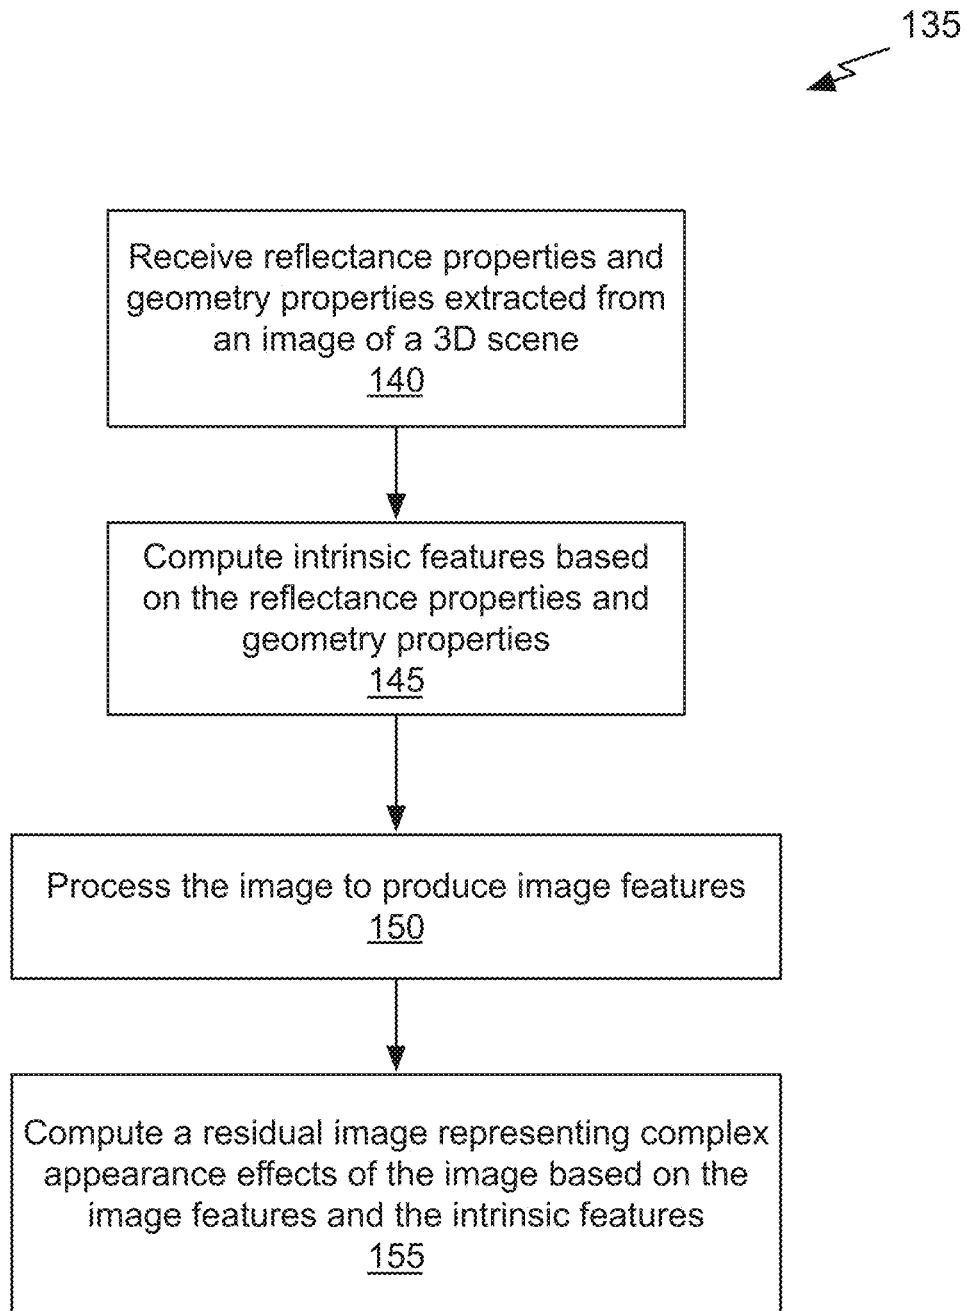 135
Receive reflectance properties and
geometry properties extracted from
an image of a 3D scene
140
Compute intrinsic features based
on the reflectance properties and
geometry properties
145
Process the image to produce image features
150
Compute a residual image representing complex
appearance effects of the image based on the
image features and the intrinsic features
155